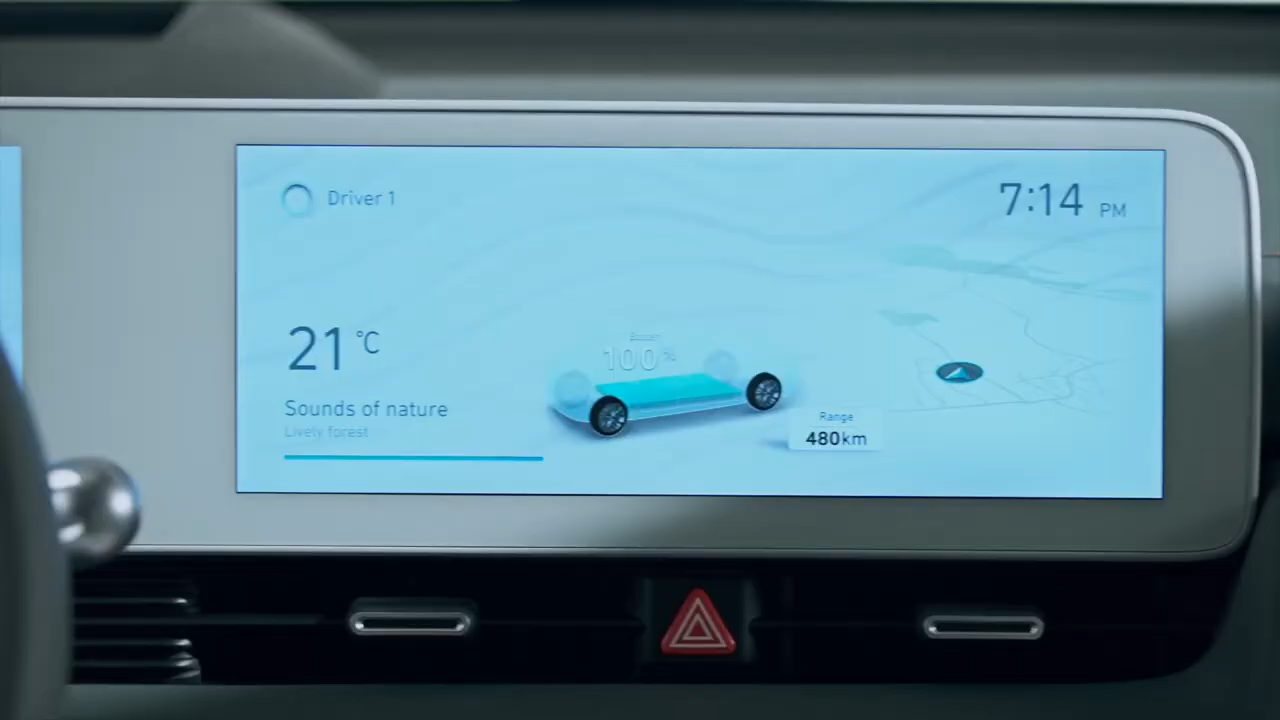 Driver 1
7:14 PM
21 °C
Sounds of nature
Lively forest
100%
Range
480km